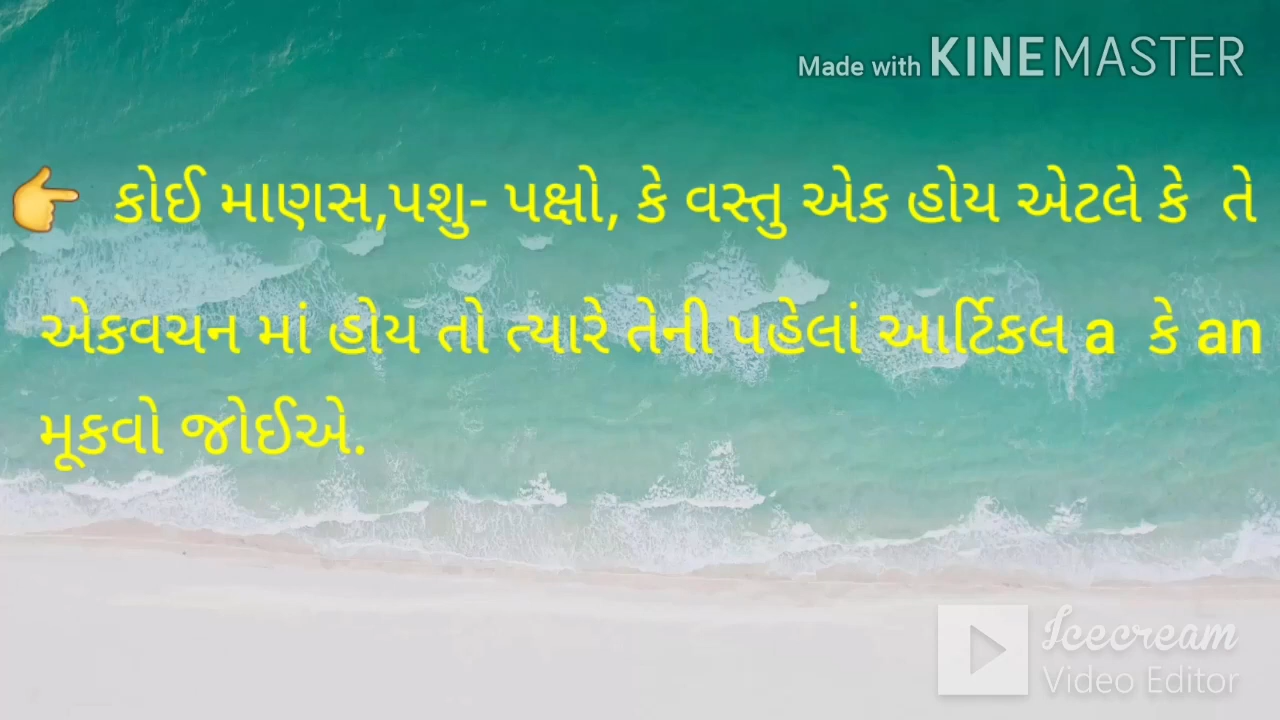 Made with KINEMASTER
👉 કોઈ માણસ,પશુ- પક્ષો, કે વસ્તુ એક હોય એટલે કે તે
એકવચન માં હોય તો ત્યારે તેની પહેલાં આર્ટિકલ a કે an
મૂકવો જોઈએ.
Icecream
Video Editor